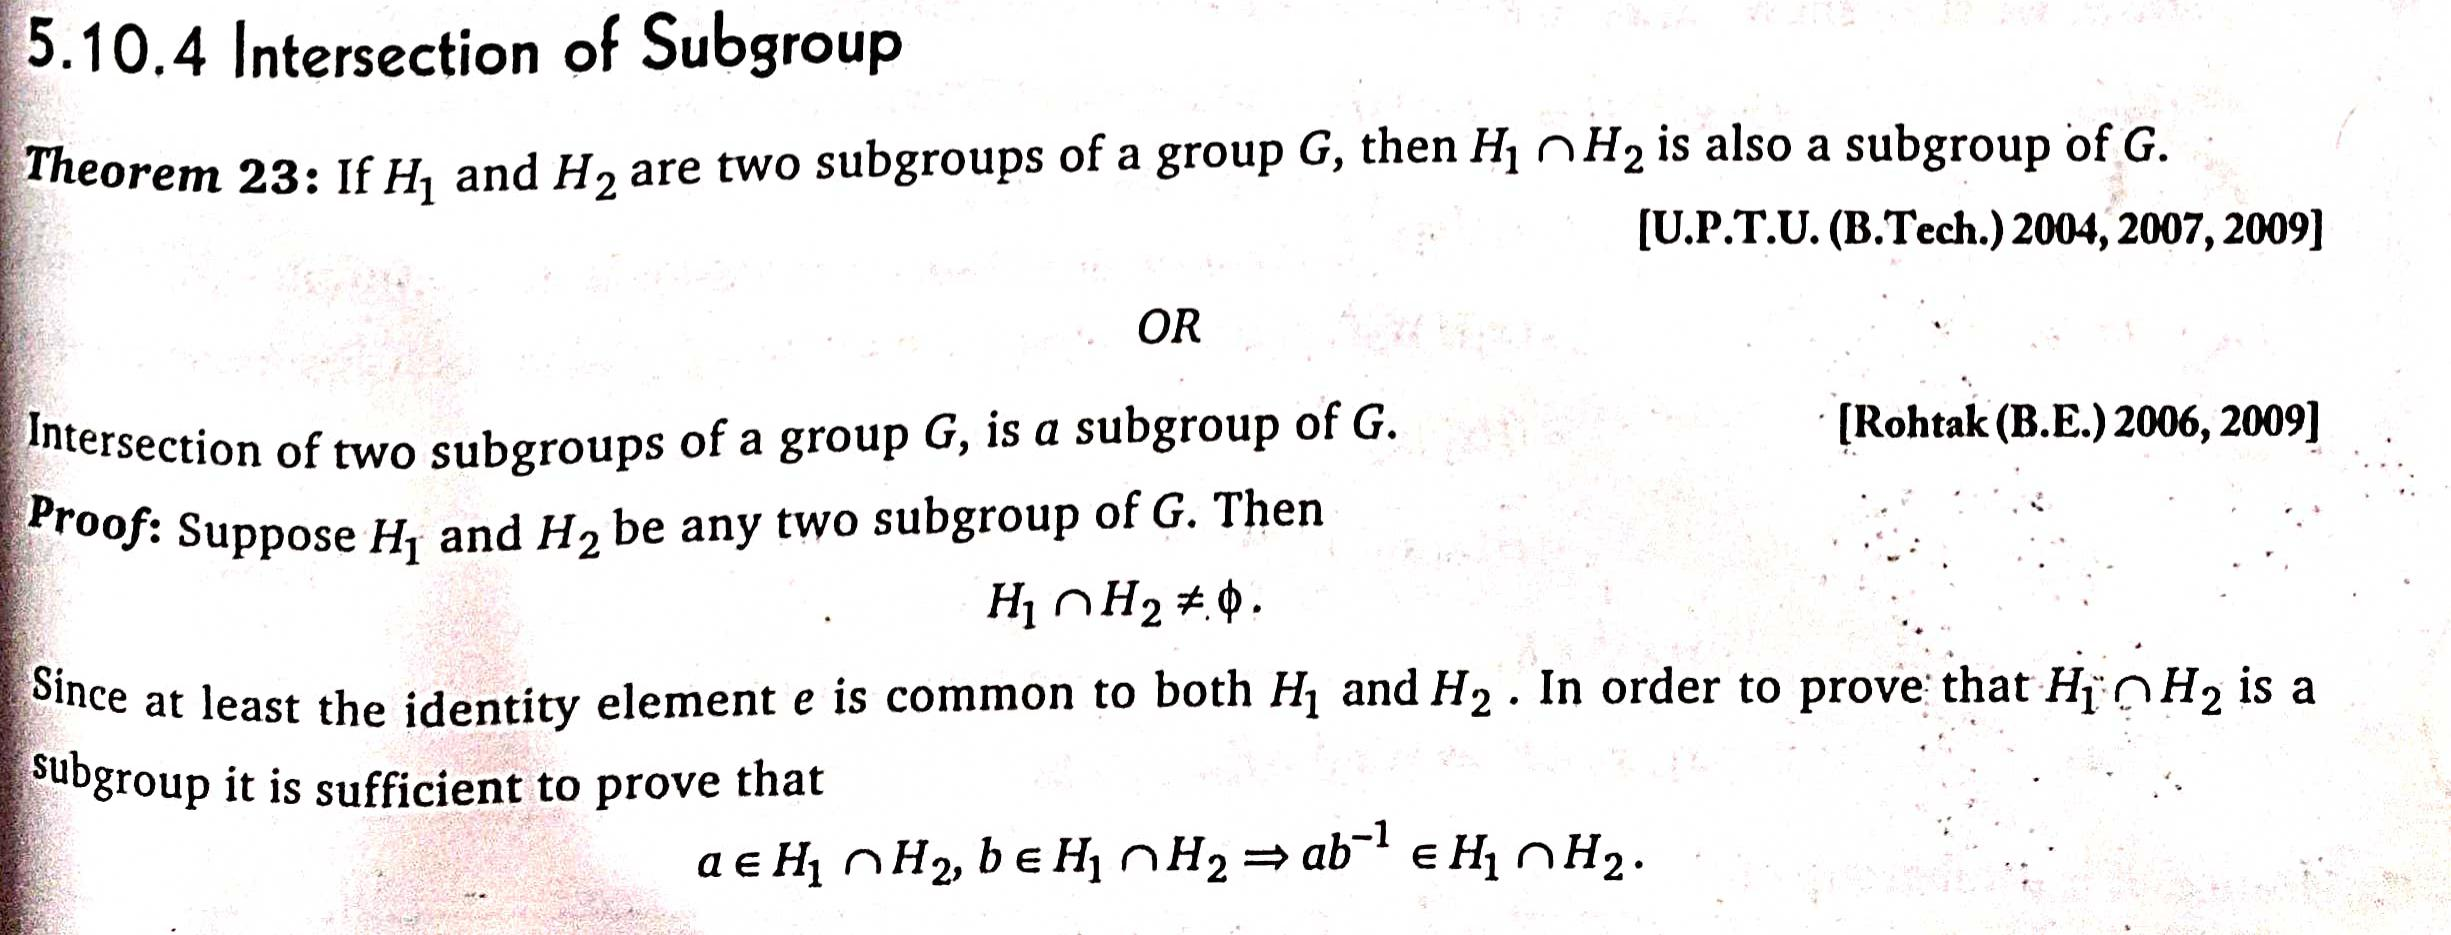 5.10.4 Intersection of Subgroup
Theorem 23: If H₁ and H₂ are two subgroups of a group G, then H₁ ∩ H₂ is also a subgroup of G.
[U.P.T.U. (B.Tech.) 2004, 2007, 2009]
OR
Intersection of two subgroups of a group G, is a subgroup of G. [Rohtak (B.E.) 2006, 2009]
Proof: Suppose H₁ and H₂ be any two subgroup of G. Then
H₁ ∩ H₂ ≠ ϕ.
Since at least the identity element e is common to both H₁ and H₂ . In order to prove that H₁ ∩ H₂ is a
subgroup it is sufficient to prove that
a ∈ H₁ ∩ H₂, b ∈ H₁ ∩ H₂ ⇒ ab⁻¹ ∈ H₁ ∩ H₂.